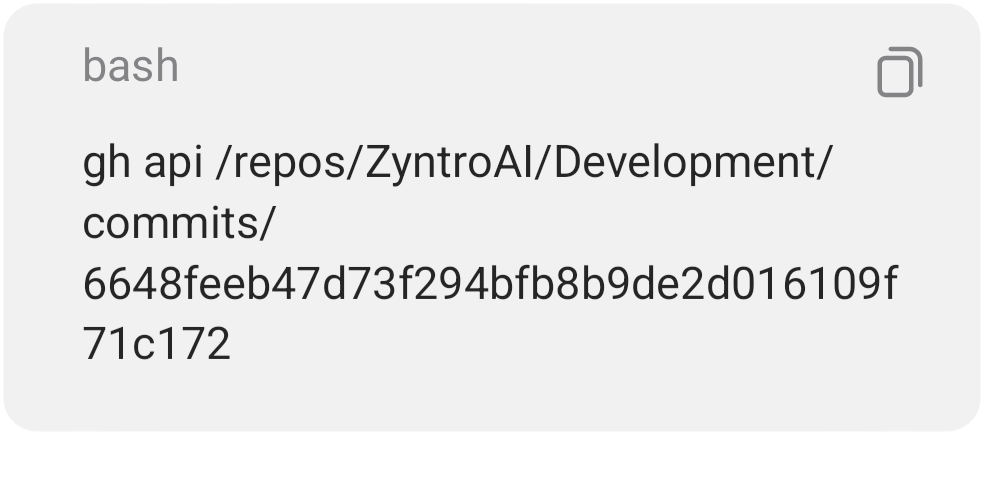 bash
gh api /repos/ZyntroAI/Development/
commits/
6648feeb47d73f294bfb8b9de2d016109f
71c172